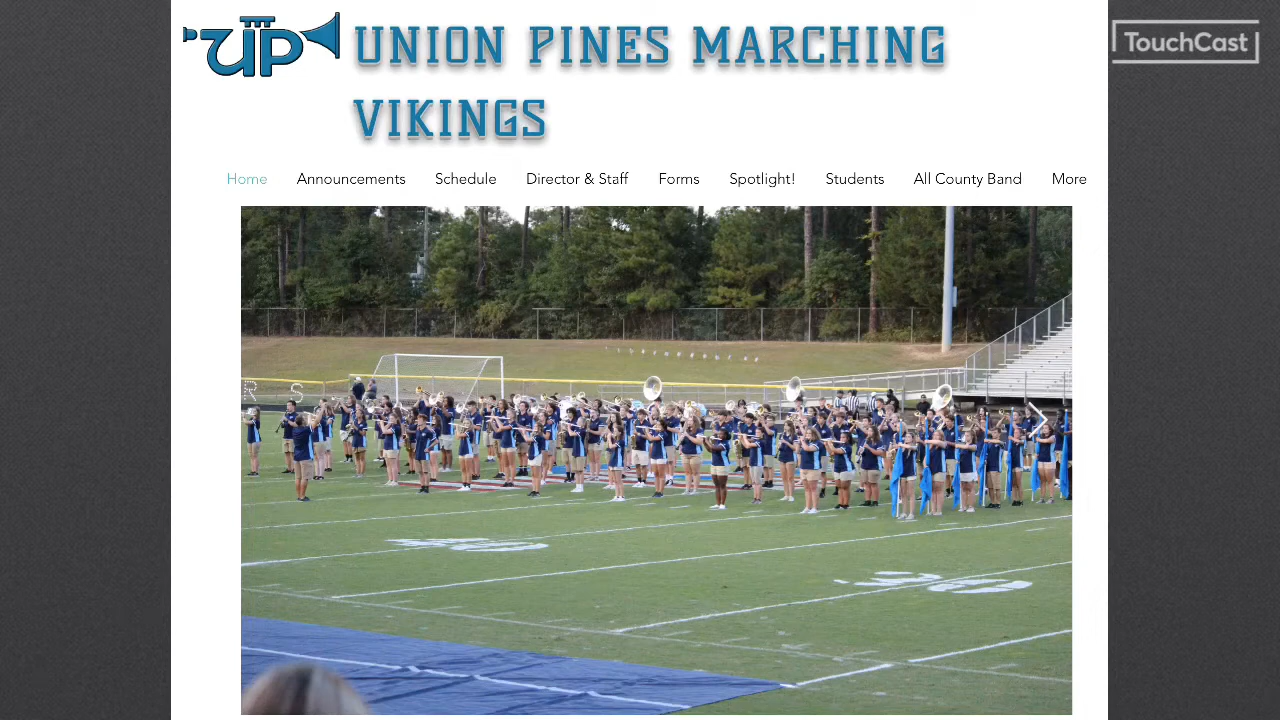 UP
UNION PINES MARCHING
VIKINGS
TouchCast
Home Announcements Schedule Director & Staff Forms Spotlight! Students All County Band More
R S